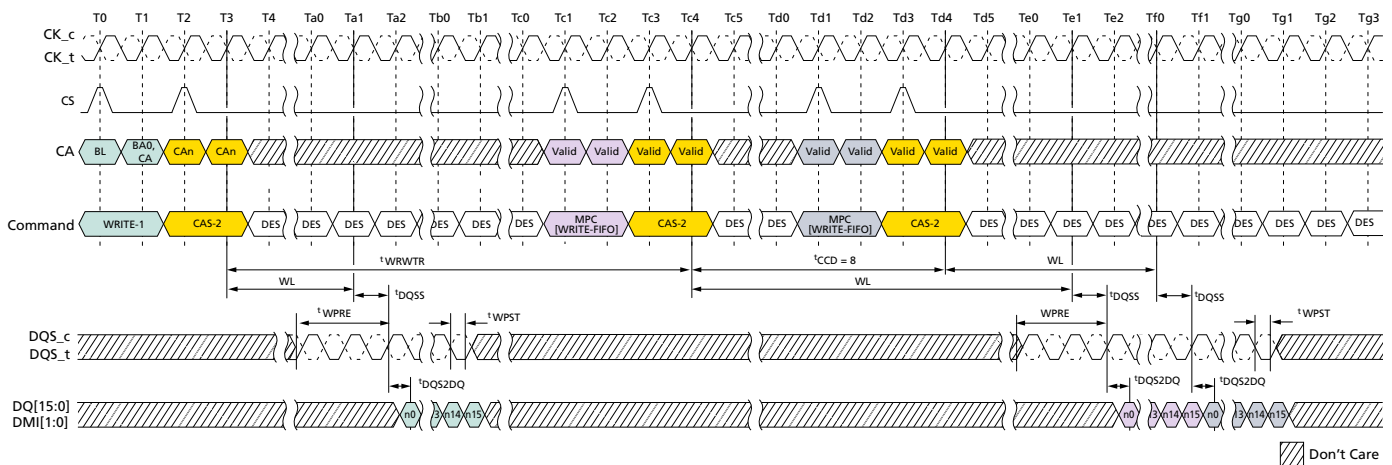 T0 T1 T2 T3 T4 Ta0 Ta1 Ta2 Tb0 Tb1 Tc0 Tc1 Tc2 Tc3 Tc4 Tc5 Td0 Td1 Td2 Td3 Td4 Td5 Te0 Te1 Te2 Tf0 Tf1 Tg0 Tg1 Tg2 Tg3
CK_c
CK_t
CS
CA BL BA0, CA CAn CAn Valid Valid Valid Valid Valid Valid Valid Valid
Command WRITE-1 CAS-2 DES DES DES DES DES DES DES MPC [WRITE-FIFO] CAS-2 DES DES MPC [WRITE-FIFO] CAS-2 DES DES DES DES DES DES DES DES DES DES
tWRWTR tCCD = 8 WL
WL WL
tDQSS tDQSS tDQSS
tWPRE tWPST WPRE tWPST
DQS_c
DQS_t
tDQS2DQ tDQS2DQ tDQS2DQ
DQ[15:0]
DMI[1:0]
n0 13 n14 n15 n0 13 n14 n15 n0 13 n14 n15
Don't Care